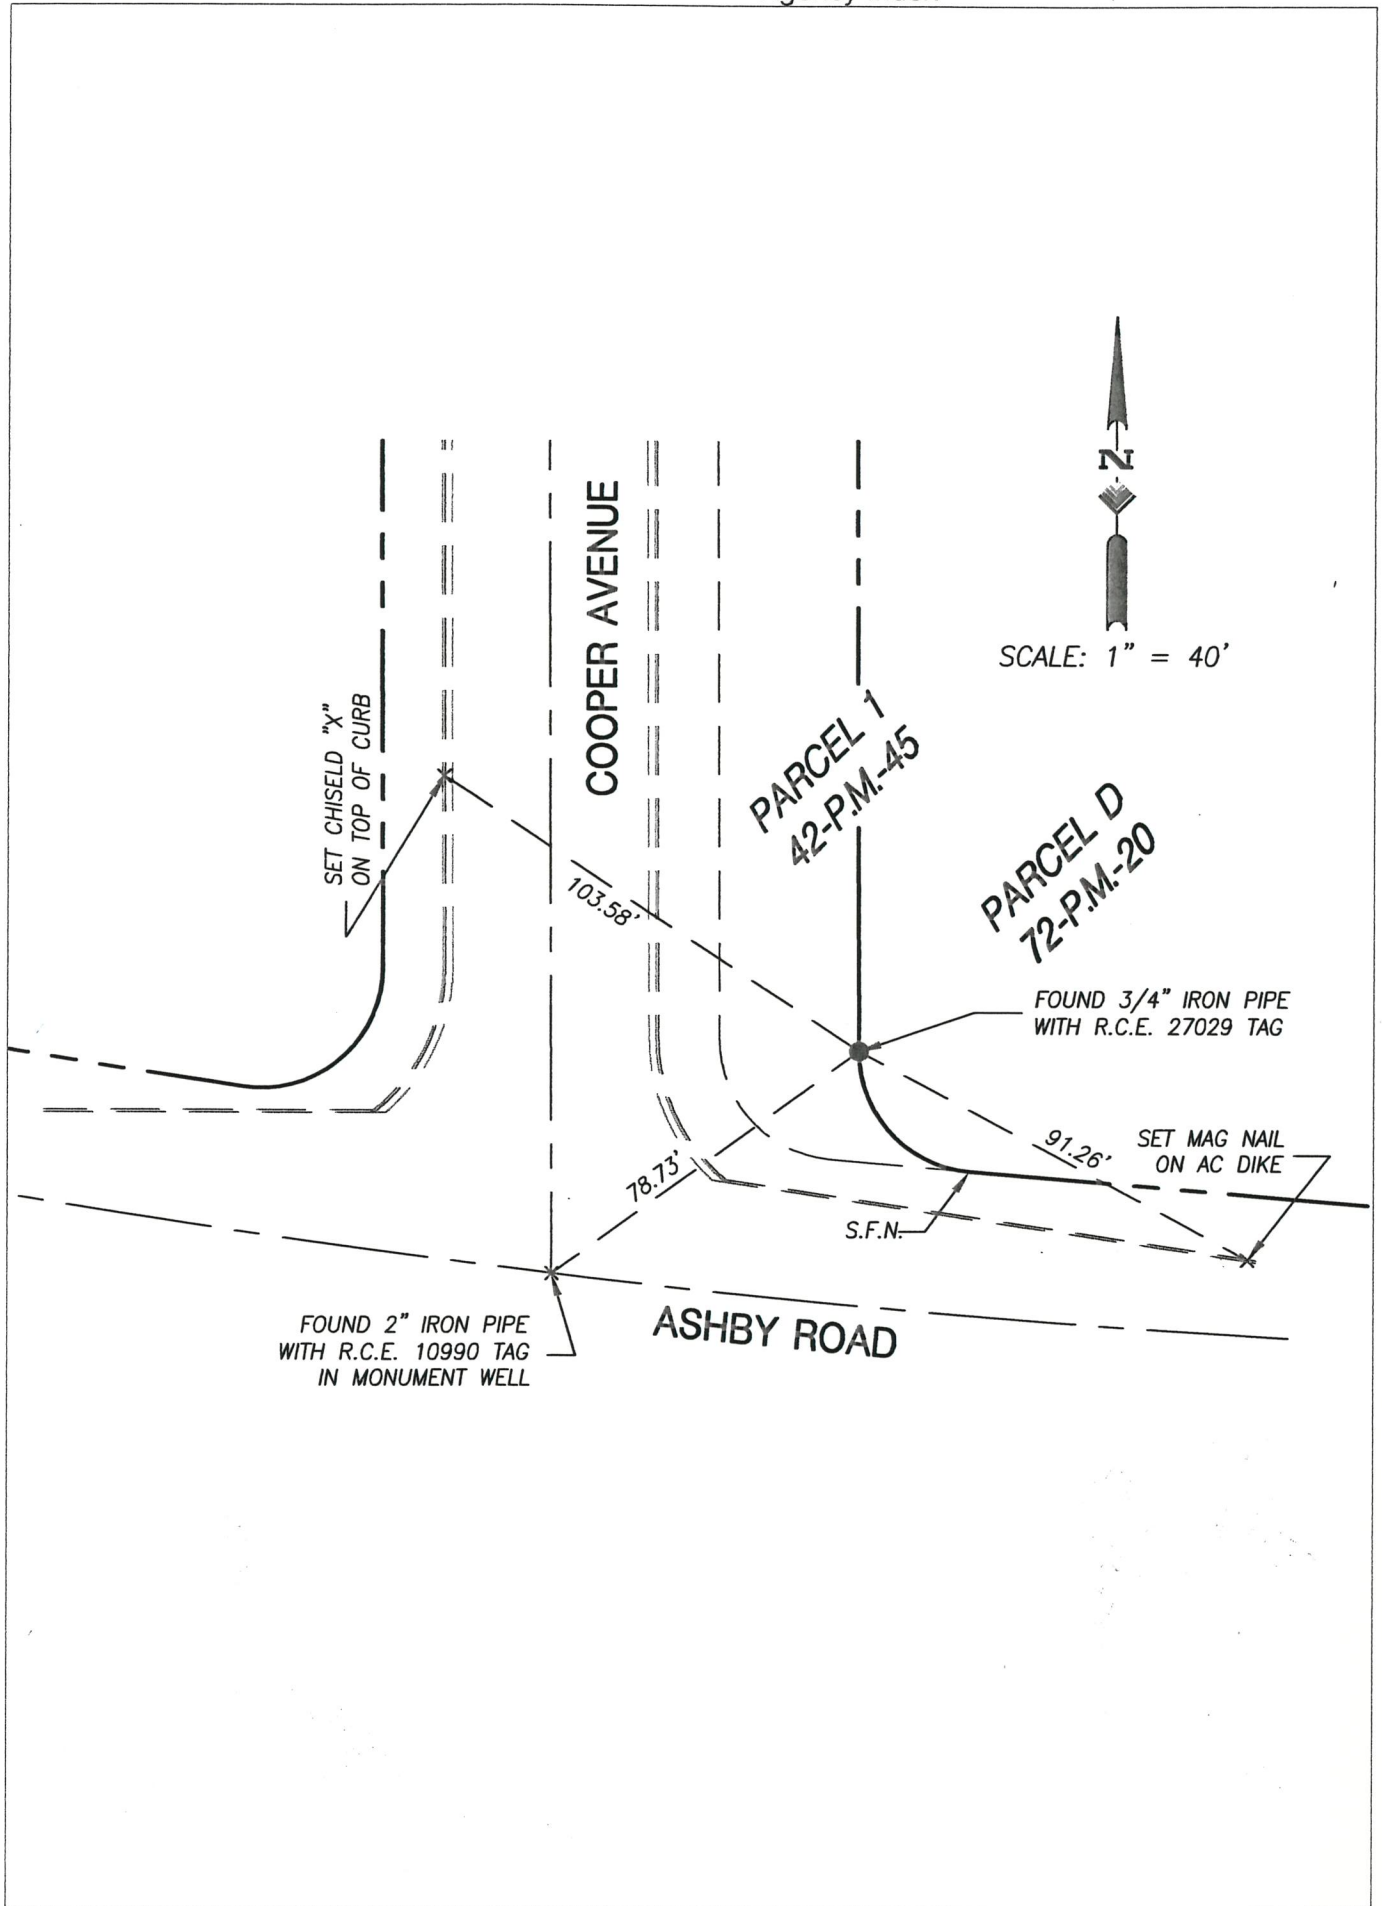 N
SCALE: 1" = 40'
COOPER AVENUE
SET CHISELD "X"
ON TOP OF CURB
PARCEL 1
42-P.M.-45
PARCEL D
72-P.M.-20
103.58'
FOUND 3/4" IRON PIPE
WITH R.C.E. 27029 TAG
91.26'
SET MAG NAIL
ON AC DIKE
78.73'
S.F.N.
FOUND 2" IRON PIPE
WITH R.C.E. 10990 TAG
IN MONUMENT WELL
ASHBY ROAD